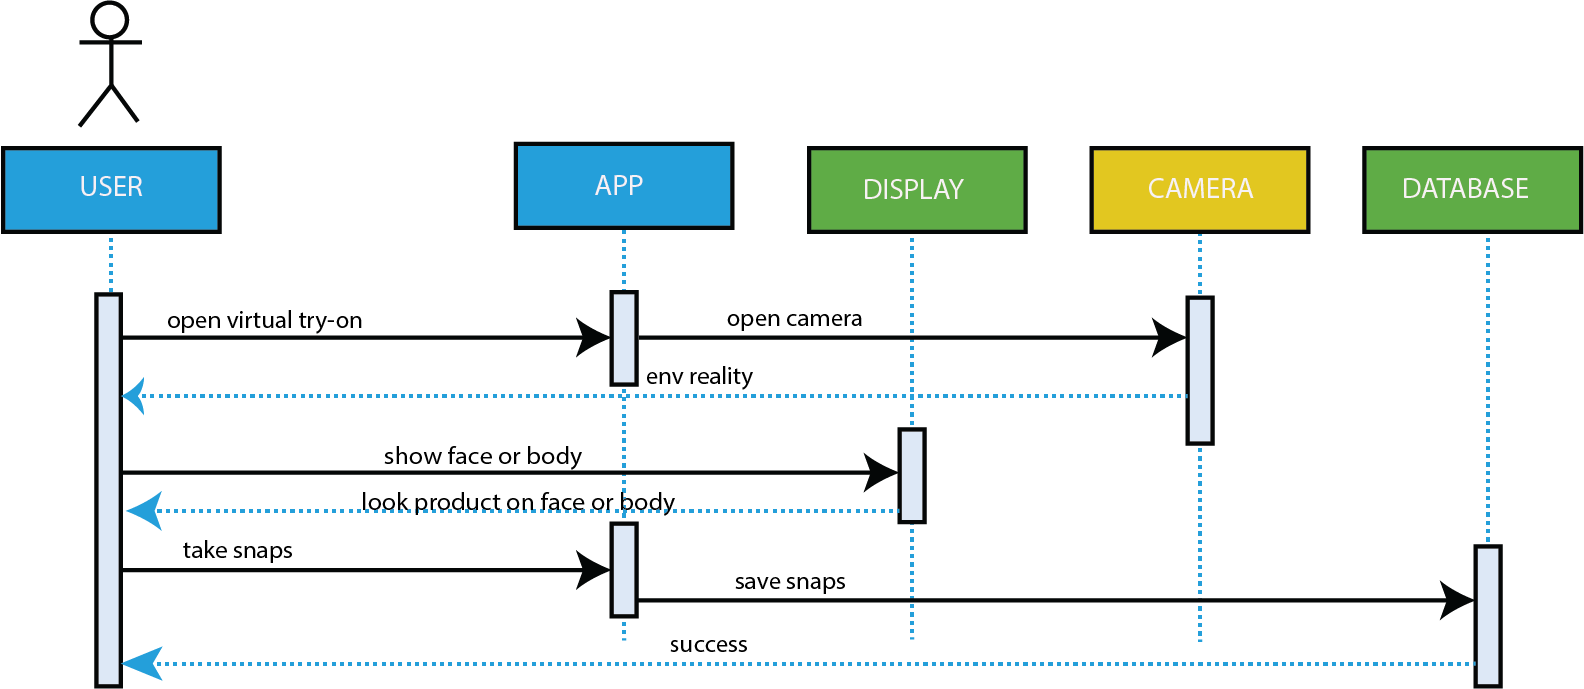 USER
APP
DISPLAY
CAMERA
DATABASE
open virtual try-on
open camera
env reality
show face or body
look product on face or body
take snaps
save snaps
success